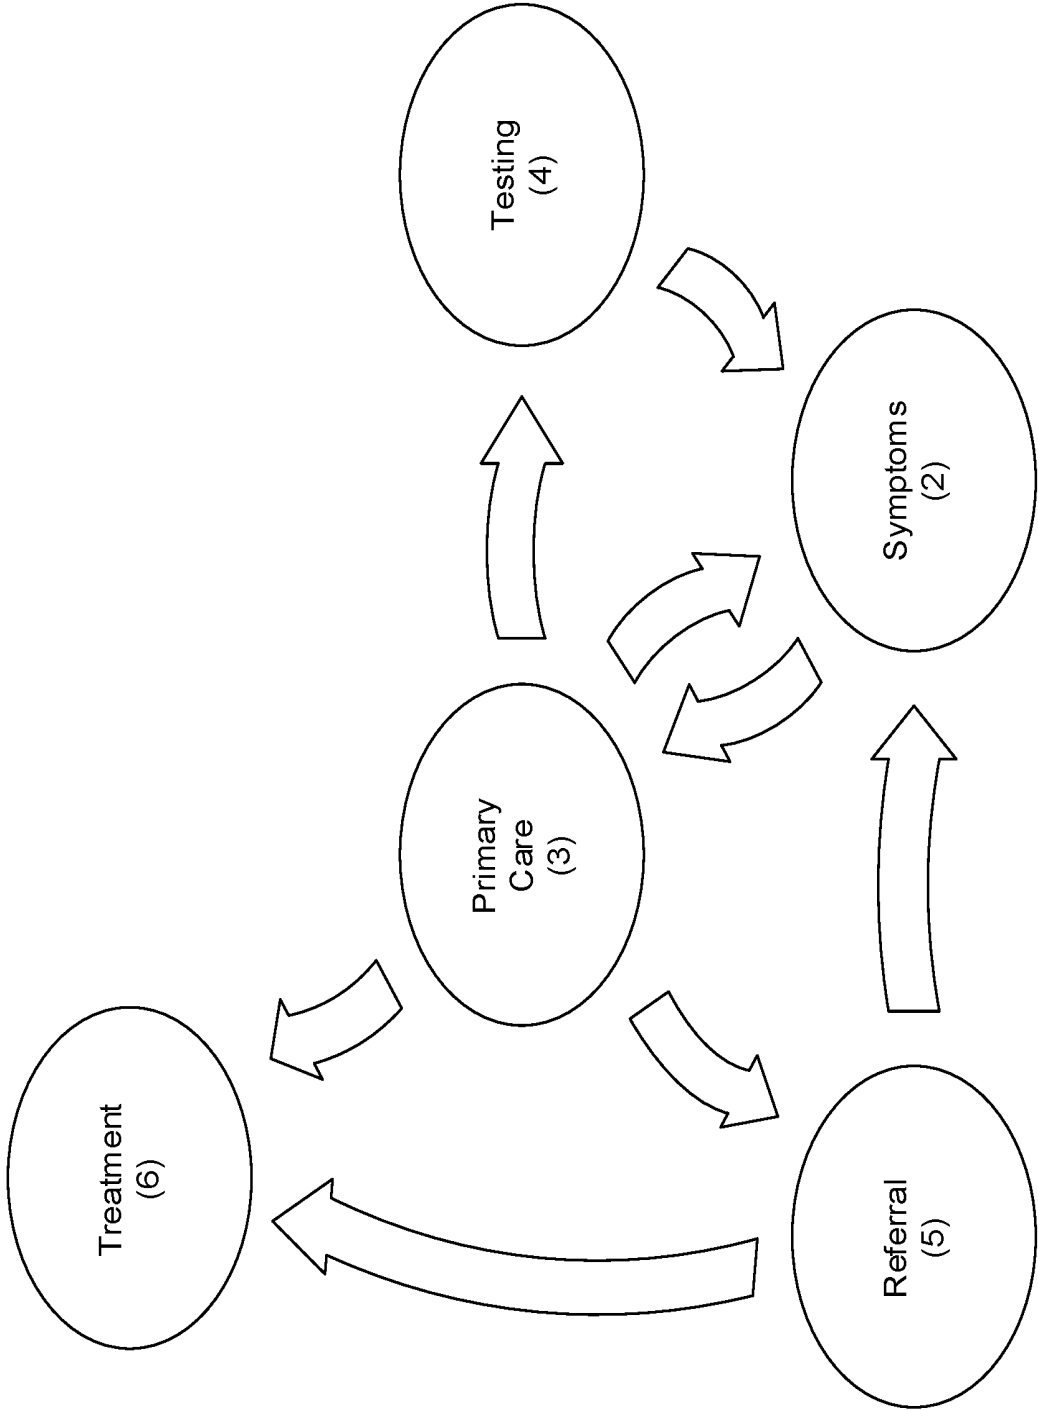 Testing
(4)
Symptoms
(2)
Primary
Care
(3)
Treatment
(6)
Referral
(5)